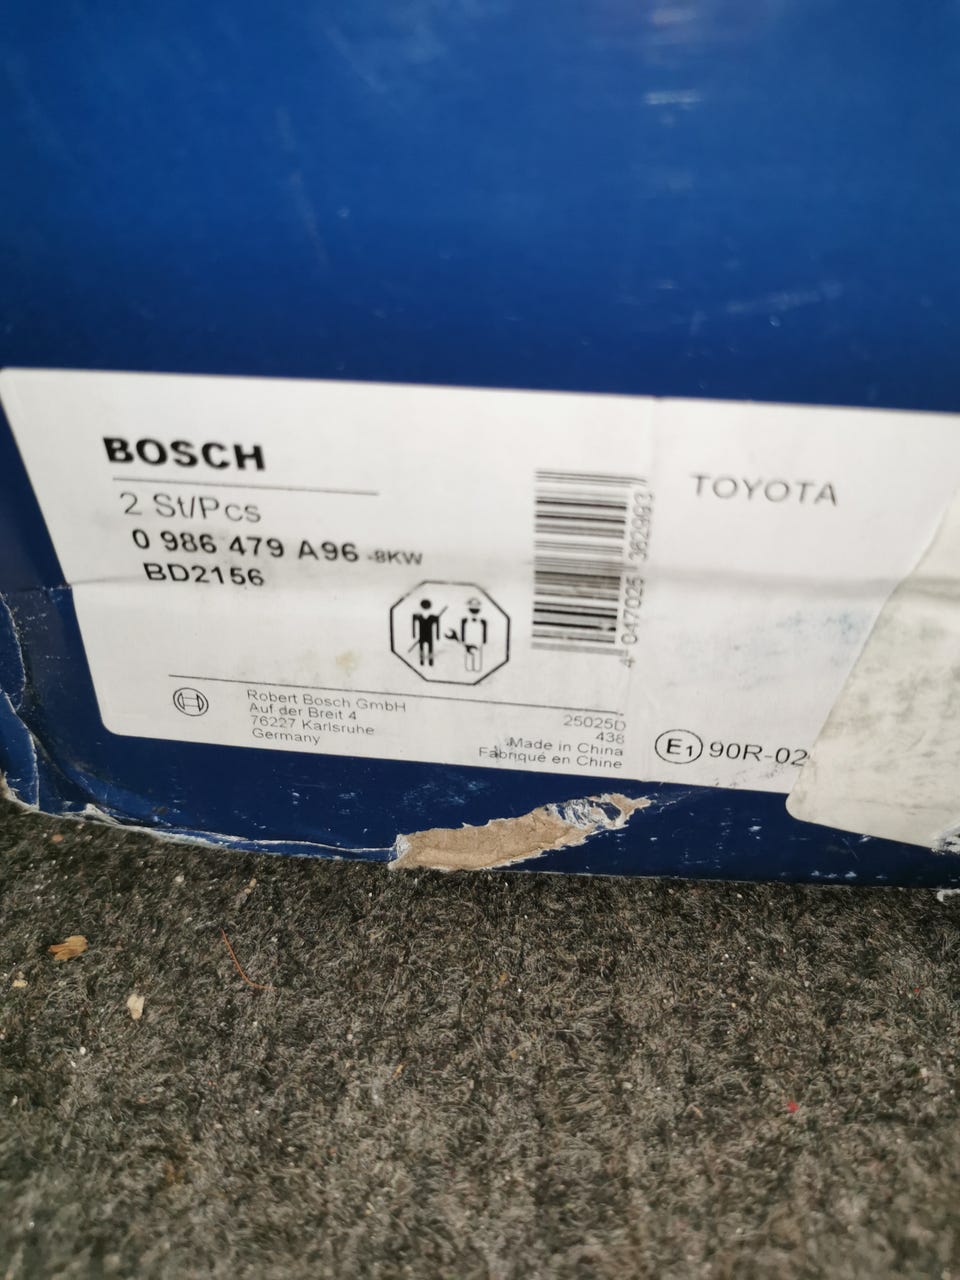 BOSCH
2 St/Pcs
0 986 479 A96 -8KW
BD2156
4 047025 362993
TOYOTA
Robert Bosch GmbH
Auf der Breit 4
76227 Karlsruhe
Germany
25025D
438
Made in China
Fabriqué en Chine
E1 90R-02